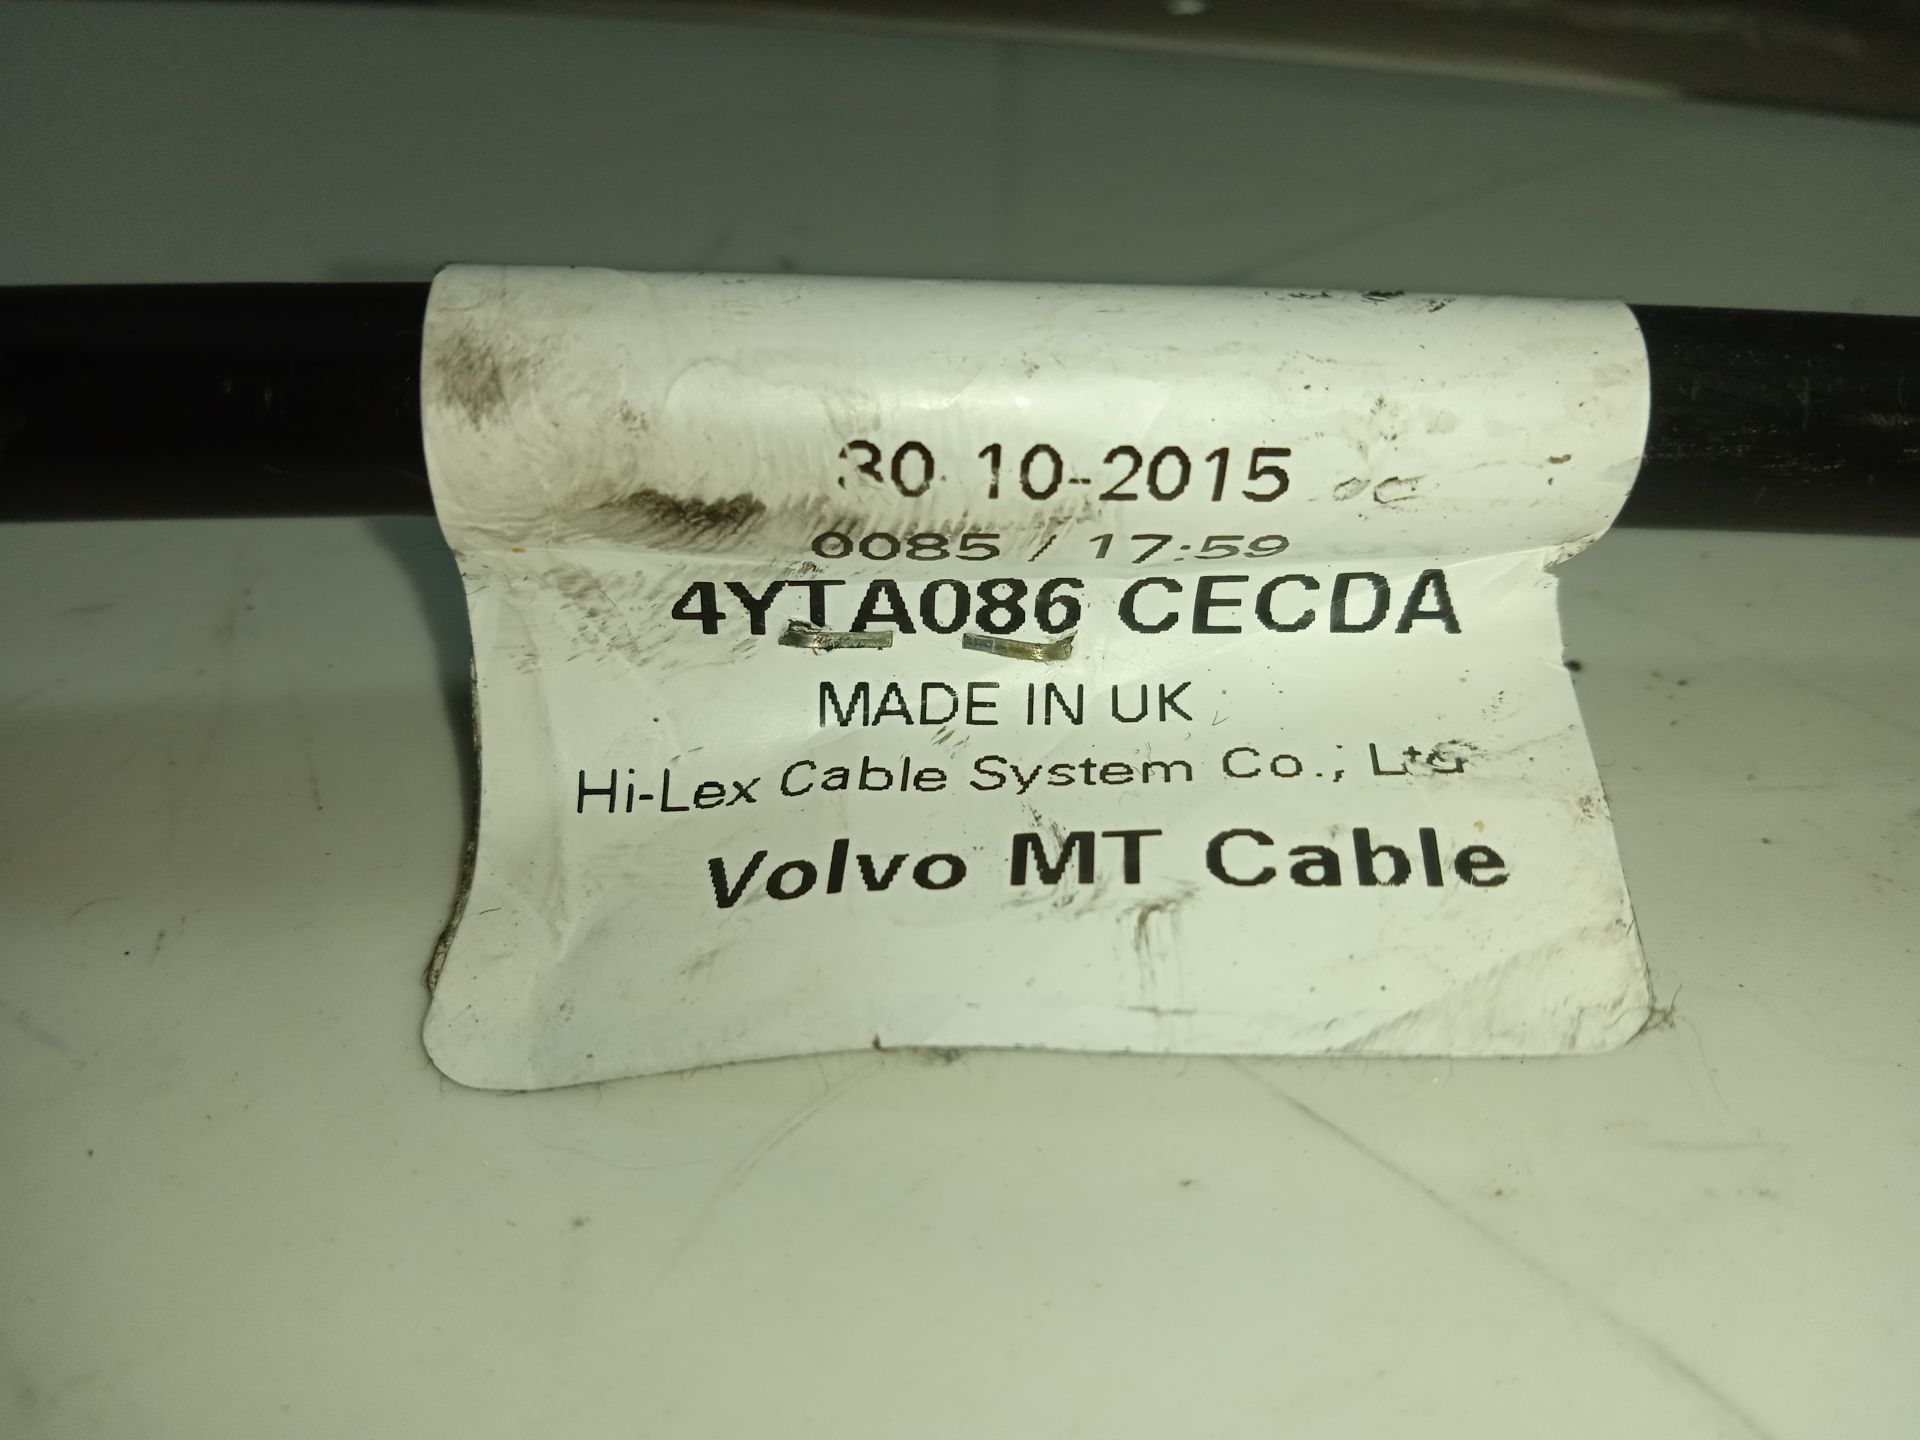 30-10-2015
0085 / 17:59
4YTA086 CECDA
MADE IN UK
Hi-Lex Cable System Co.; Ltd
Volvo MT Cable